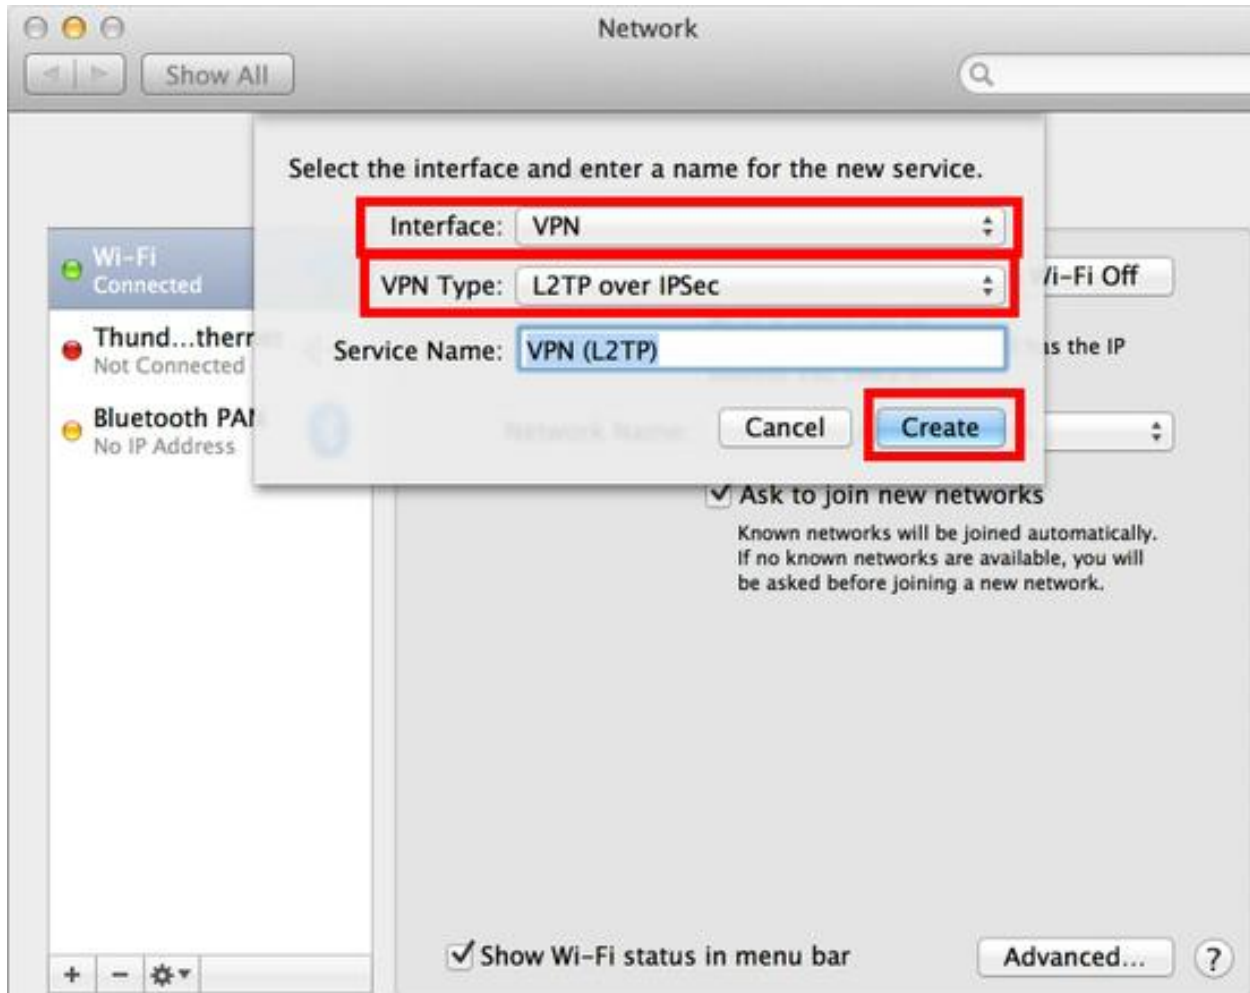 Network
Show All
Select the interface and enter a name for the new service.
Interface: VPN
VPN Type: L2TP over IPSec
Service Name: VPN (L2TP)
Cancel Create
Wi-Fi
Connected
Thund...therr
Not Connected
Bluetooth PAN
No IP Address
Wi-Fi Off
as the IP
Network Name:
Ask to join new networks
Known networks will be joined automatically.
If no known networks are available, you will
be asked before joining a new network.
Show Wi-Fi status in menu bar
Advanced... ?